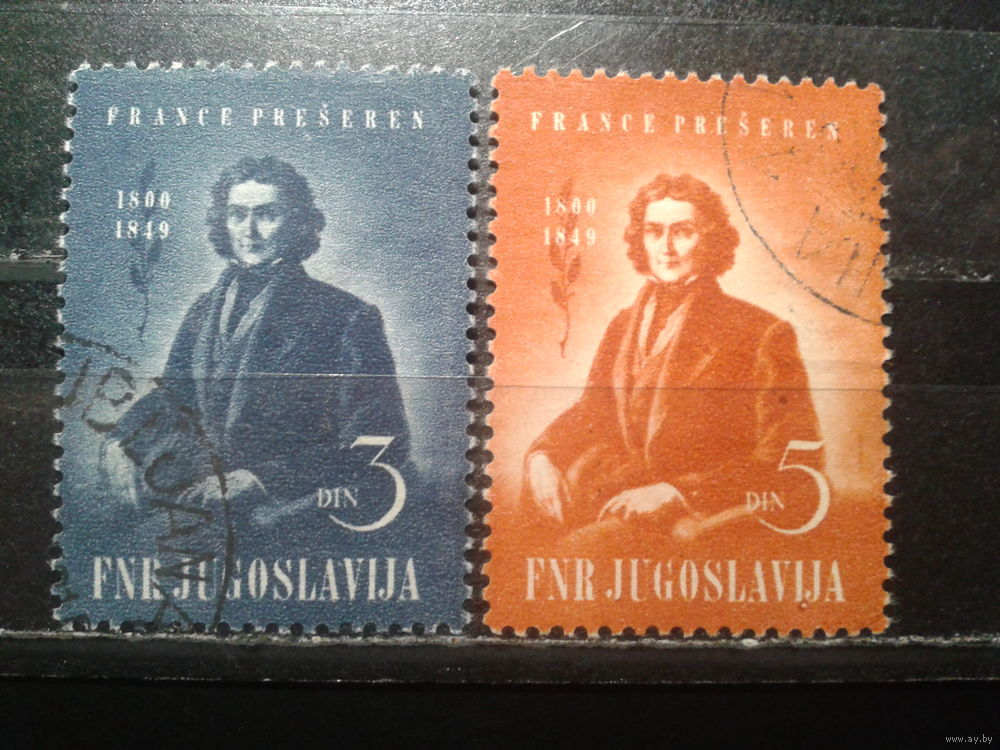 FRANCE PREŠEREN
1800
1849
DIN 3
FNR JUGOSLAVIJA
LJUBLJANA
FRANCE PREŠEREN
1800
1849
DIN 5
FNR JUGOSLAVIJA
www.ay.by